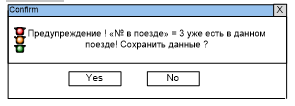 Confirm X
Предупреждение ! «№ в поезде» = 3 уже есть в данном
поезде! Сохранить данные ?
Yes No